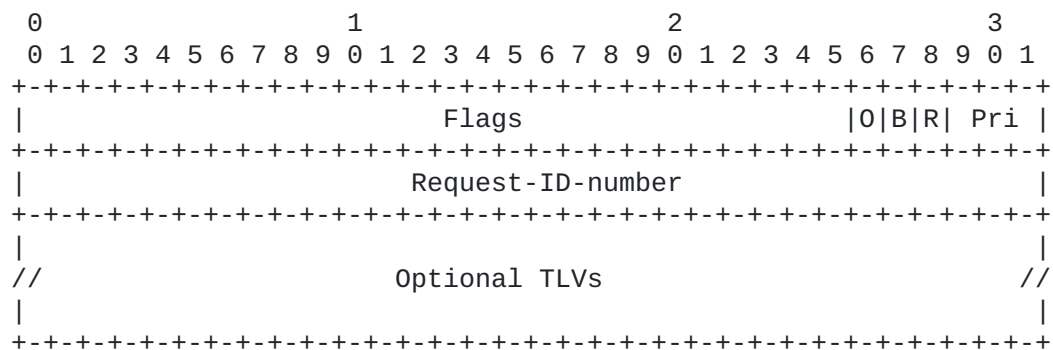 0                   1                   2                   3
 0 1 2 3 4 5 6 7 8 9 0 1 2 3 4 5 6 7 8 9 0 1 2 3 4 5 6 7 8 9 0 1
+-+-+-+-+-+-+-+-+-+-+-+-+-+-+-+-+-+-+-+-+-+-+-+-+-+-+-+-+-+-+-+-+
|                          Flags                    |O|B|R| Pri |
+-+-+-+-+-+-+-+-+-+-+-+-+-+-+-+-+-+-+-+-+-+-+-+-+-+-+-+-+-+-+-+-+
|                        Request-ID-number                      |
+-+-+-+-+-+-+-+-+-+-+-+-+-+-+-+-+-+-+-+-+-+-+-+-+-+-+-+-+-+-+-+-+
|                                                               |
//                      Optional TLVs                          //
|                                                               |
+-+-+-+-+-+-+-+-+-+-+-+-+-+-+-+-+-+-+-+-+-+-+-+-+-+-+-+-+-+-+-+-+